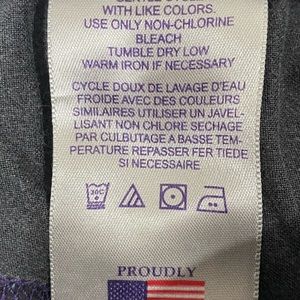 WITH LIKE COLORS.
USE ONLY NON-CHLORINE
BLEACH
TUMBLE DRY LOW
WARM IRON IF NECESSARY
CYCLE DOUX DE LAVAGE D'EAU
FROIDE AVEC DES COULEURS
SIMILAIRES UTILISER UN JAVEL-
LISANT NON CHLORE SECHAGE
PAR CULBUTAGE A BASSE TEM-
PERATURE REPASSER FER TIEDE
SI NECESSAIRE
30C
PROUDLY